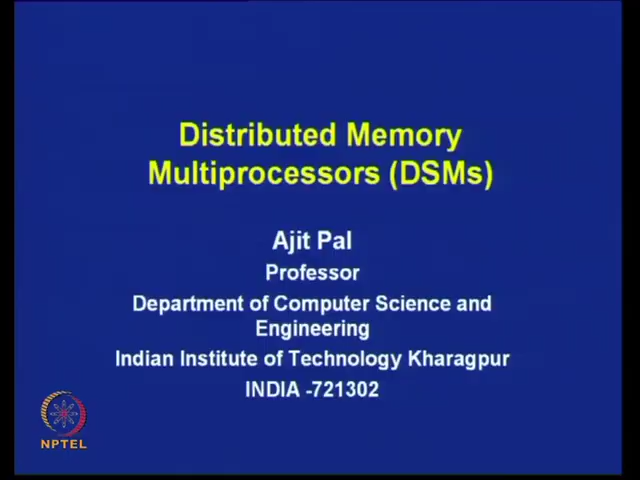 Distributed Memory
Multiprocessors (DSMs)
Ajit Pal
Professor
Department of Computer Science and
Engineering
Indian Institute of Technology Kharagpur
INDIA -721302
NPTEL